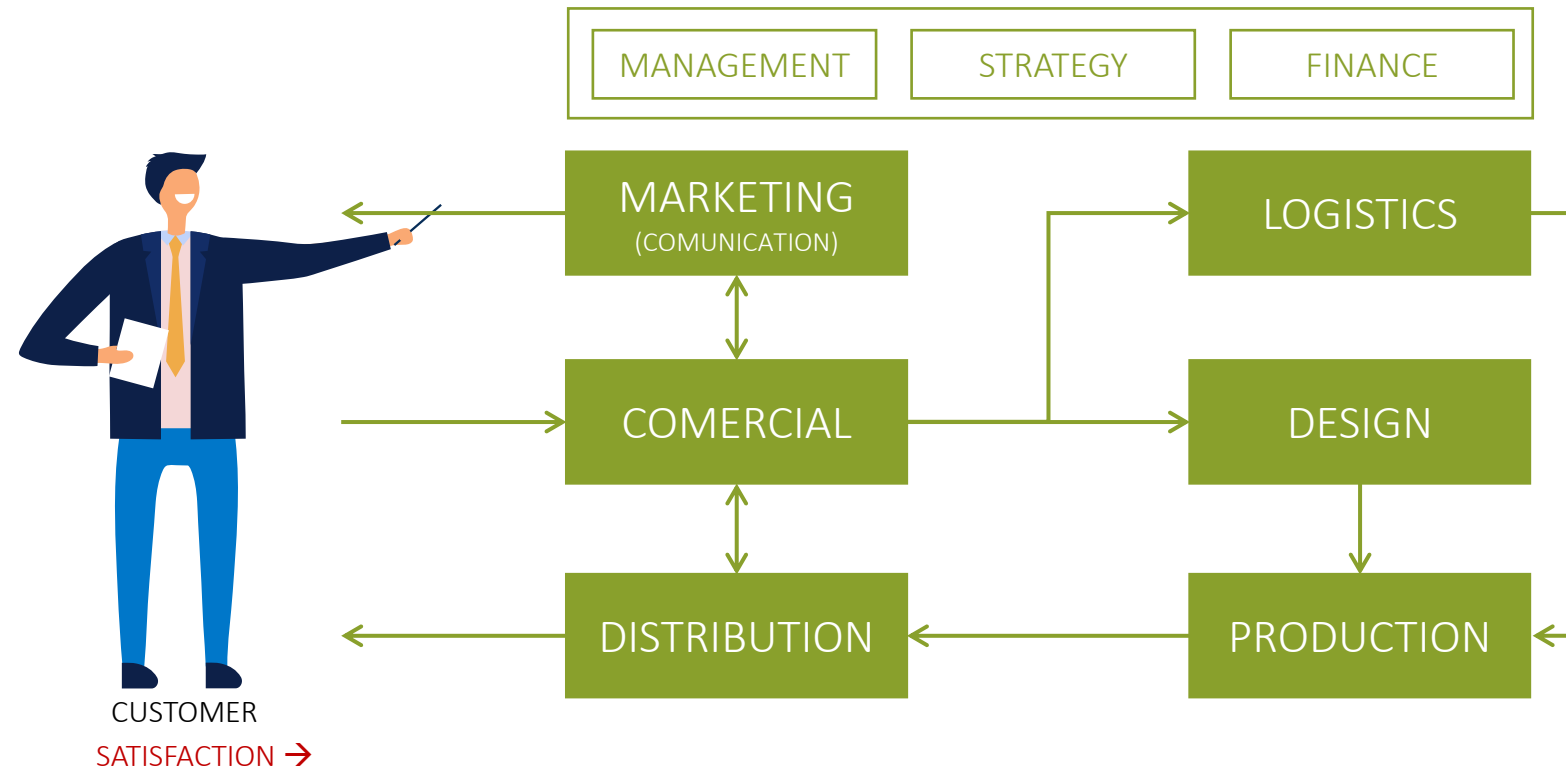 MANAGEMENT
STRATEGY
FINANCE
MARKETING
(COMUNICATION)
LOGISTICS
COMERCIAL
DESIGN
DISTRIBUTION
PRODUCTION
CUSTOMER
SATISFACTION →